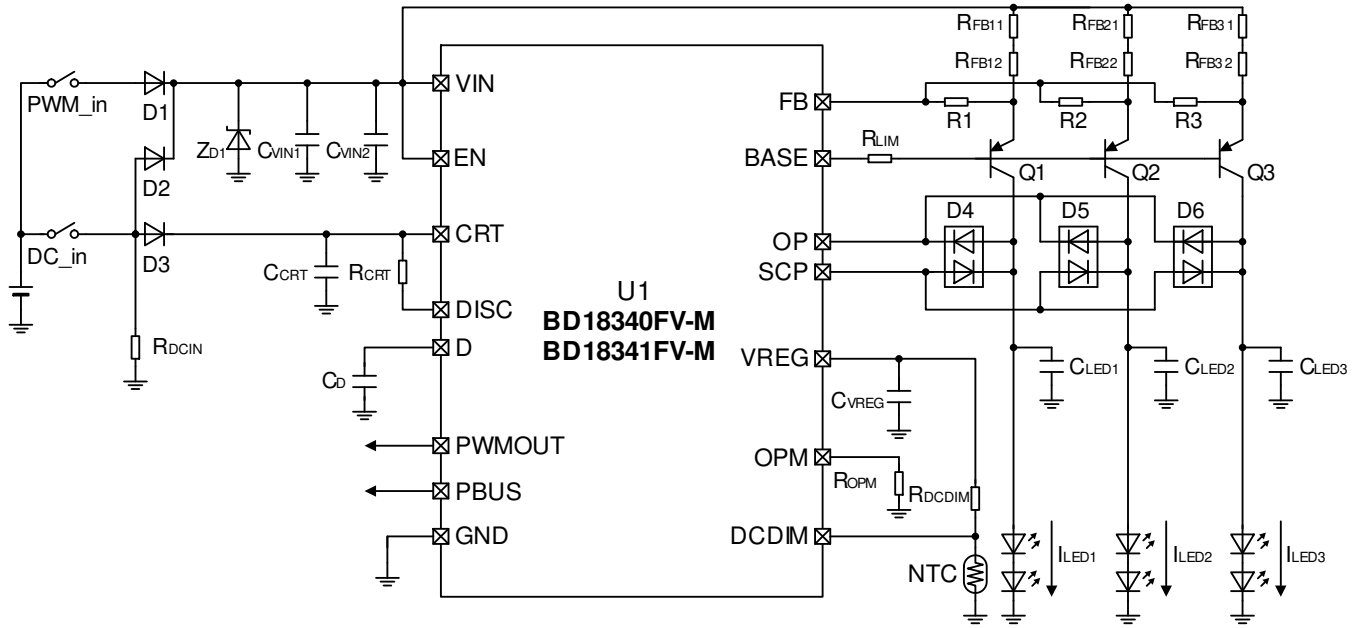 RFB11
RFB21
RFB31
RFB12
RFB22
RFB32
PWM_in
D1
VIN
FB
R1
R2
R3
ZD1
CVIN1
CVIN2
D2
EN
BASE
RLIM
Q1
Q2
Q3
DC_in
D3
CRT
OP
SCP
D4
D5
D6
CCRT
RCRT
U1
BD18340FV-M
BD18341FV-M
DISC
RDCIN
D
CD
VREG
CLED1
CLED2
CLED3
CVREG
PWMOUT
OPM
ROPM
RDCDIM
PBUS
GND
DCDIM
NTC
ILED1
ILED2
ILED3